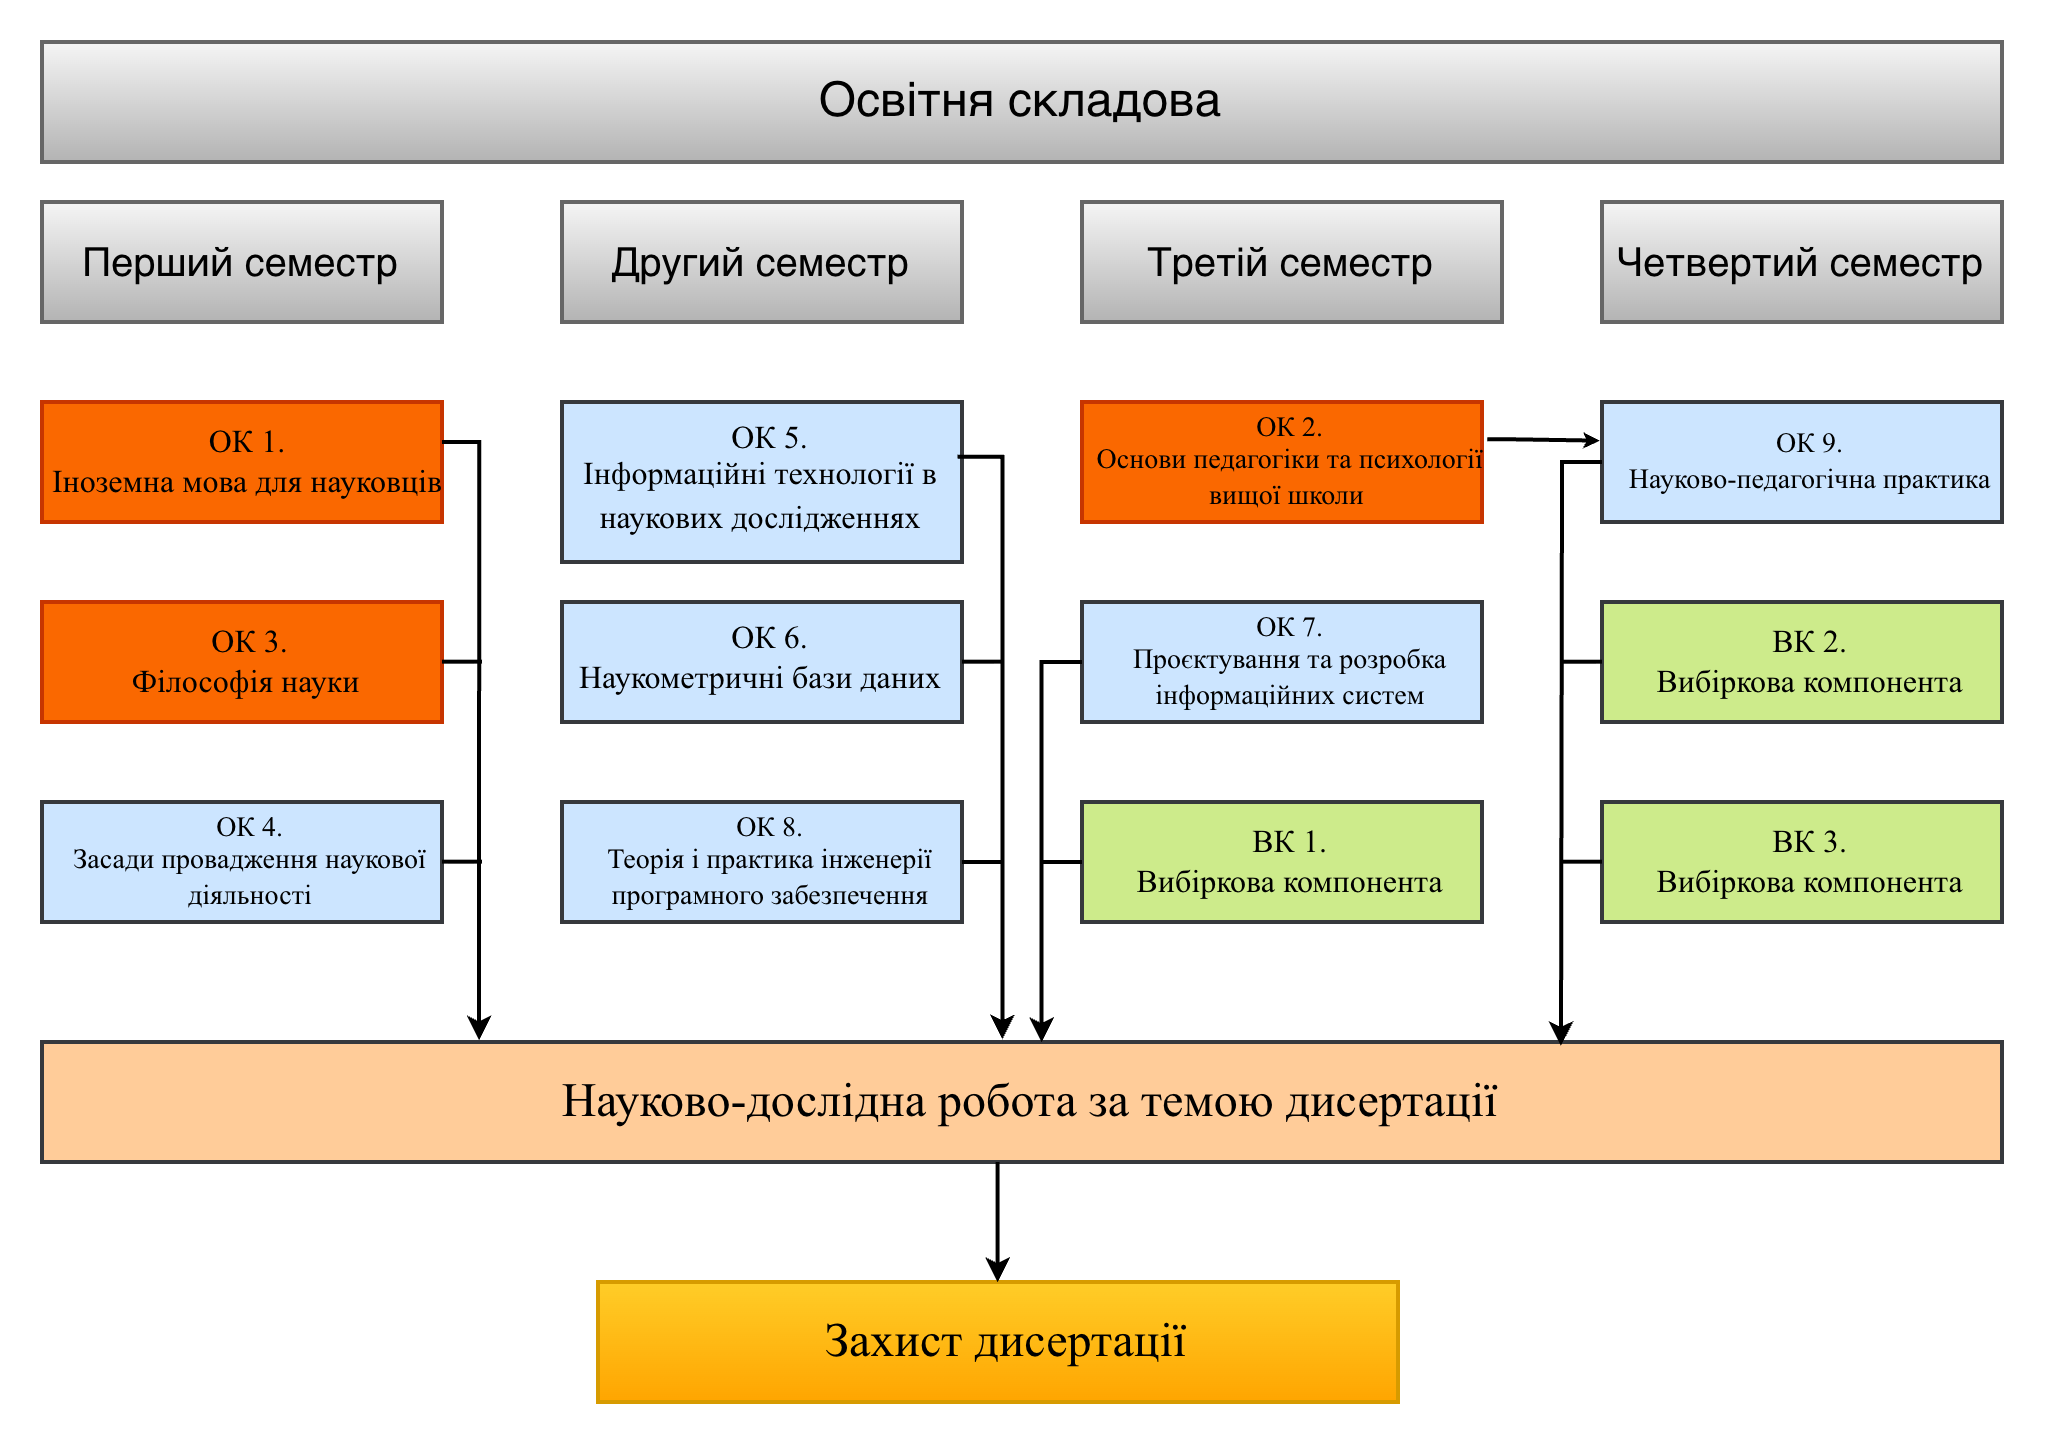 Освітня складова
Перший семестр
Другий семестр
Третій семестр
Четвертий семестр
ОК 1.
Іноземна мова для науковців
ОК 5.
Інформаційні технології в
наукових дослідженнях
ОК 2.
Основи педагогіки та психології
вищої школи
ОК 9.
Науково-педагогічна практика
ОК 3.
Філософія науки
ОК 6.
Наукометричні бази даних
ОК 7.
Проєктування та розробка
інформаційних систем
ВК 2.
Вибіркова компонента
ОК 4.
Засади провадження наукової
діяльності
ОК 8.
Теорія і практика інженерії
програмного забезпечення
ВК 1.
Вибіркова компонента
ВК 3.
Вибіркова компонента
Науково-дослідна робота за темою дисертації
Захист дисертації